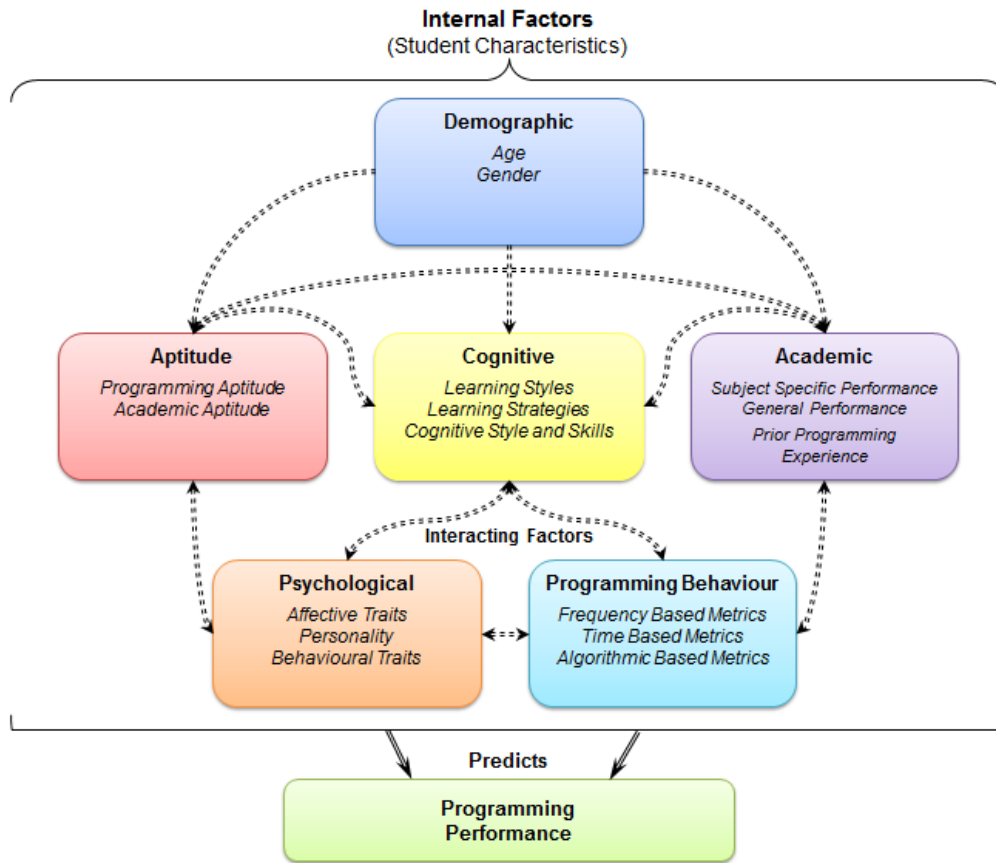 Internal Factors
(Student Characteristics)
Demographic
Age
Gender
Aptitude
Programming Aptitude
Academic Aptitude
Cognitive
Learning Styles
Learning Strategies
Cognitive Style and Skills
Academic
Subject Specific Performance
General Performance
Prior Programming
Experience
Interacting Factors
Psychological
Affective Traits
Personality
Behavioural Traits
Programming Behaviour
Frequency Based Metrics
Time Based Metrics
Algorithmic Based Metrics
Predicts
Programming
Performance